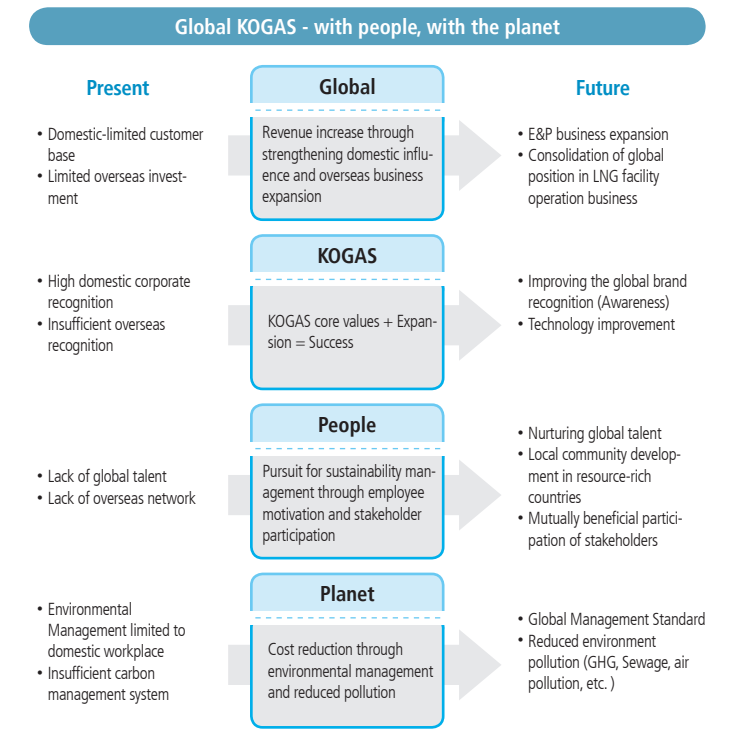 Global KOGAS - with people, with the planet
Present
Global
Future
• Domestic-limited customer
base
• Limited overseas invest-
ment
Revenue increase through
strengthening domestic influ-
ence and overseas business
expansion
• E&P business expansion
• Consolidation of global
position in LNG facility
operation business
KOGAS
• High domestic corporate
recognition
• Insufficient overseas
recognition
KOGAS core values + Expan-
sion = Success
• Improving the global brand
recognition (Awareness)
• Technology improvement
People
• Lack of global talent
• Lack of overseas network
Pursuit for sustainability man-
agement through employee
motivation and stakeholder
participation
• Nurturing global talent
• Local community develop-
ment in resource-rich
countries
• Mutually beneficial partici-
pation of stakeholders
Planet
• Environmental
Management limited to
domestic workplace
• Insufficient carbon
management system
Cost reduction through
environmental management
and reduced pollution
• Global Management Standard
• Reduced environment
pollution (GHG, Sewage, air
pollution, etc. )